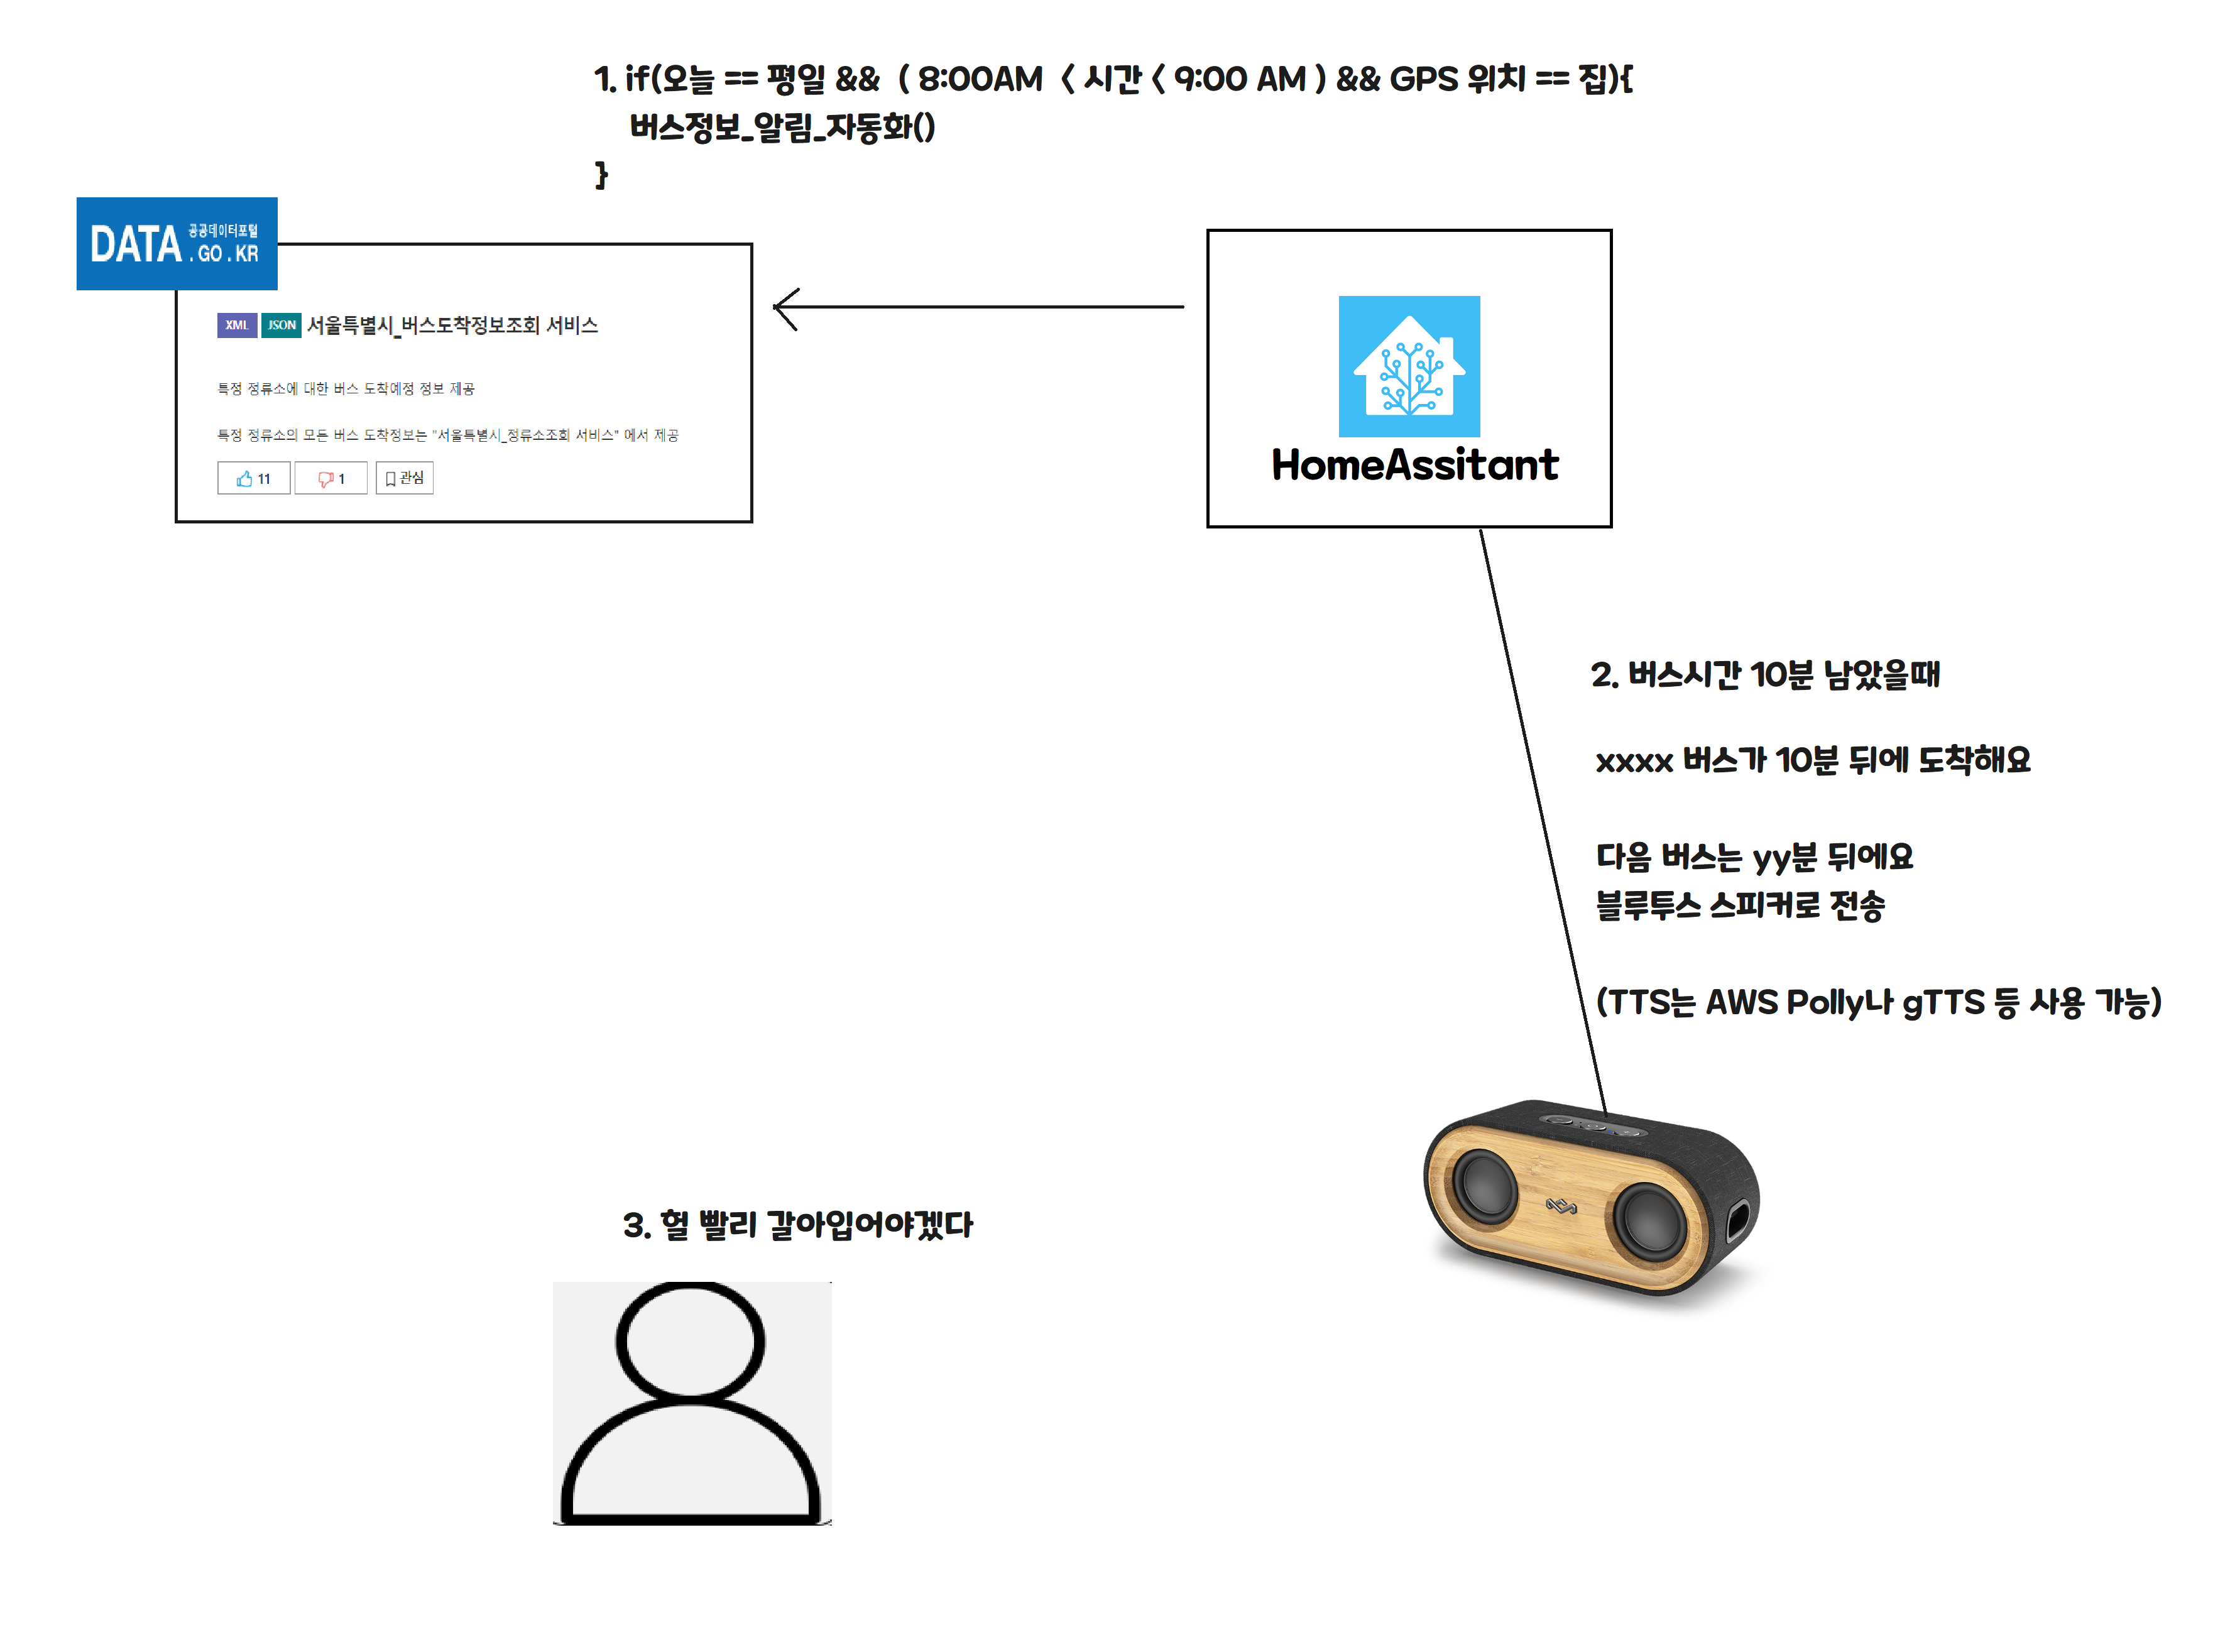 1. if(오늘 == 평일 && ( 8:00AM < 시간 < 9:00 AM ) && GPS 위치 == 집){
버스정보_알림_자동화()
}
DATA 공공데이터포털
.GO.KR
XML JSON 서울특별시_버스도착정보조회 서비스
특정 정류소에 대한 버스 도착예정 정보 제공
특정 정류소의 모든 버스 도착정보는 "서울특별시_정류소조회 서비스" 에서 제공
11 1 관심
HomeAssitant
2. 버스시간 10분 남았을때
xxxx 버스가 10분 뒤에 도착해요
다음 버스는 yy분 뒤에요
블루투스 스피커로 전송
(TTS는 AWS Polly나 gTTS 등 사용 가능)
3. 헐 빨리 갈아입어야겠다